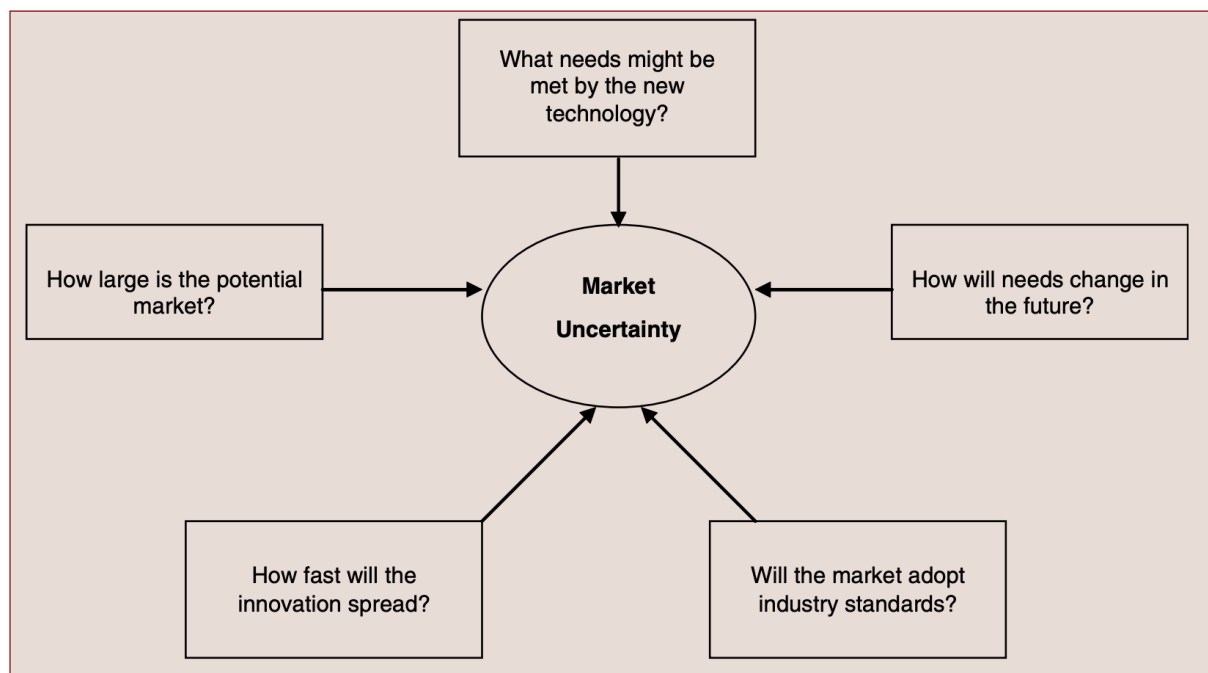 What needs might be
met by the new
technology?
How large is the potential
market?
Market
Uncertainty
How will needs change in
the future?
How fast will the
innovation spread?
Will the market adopt
industry standards?